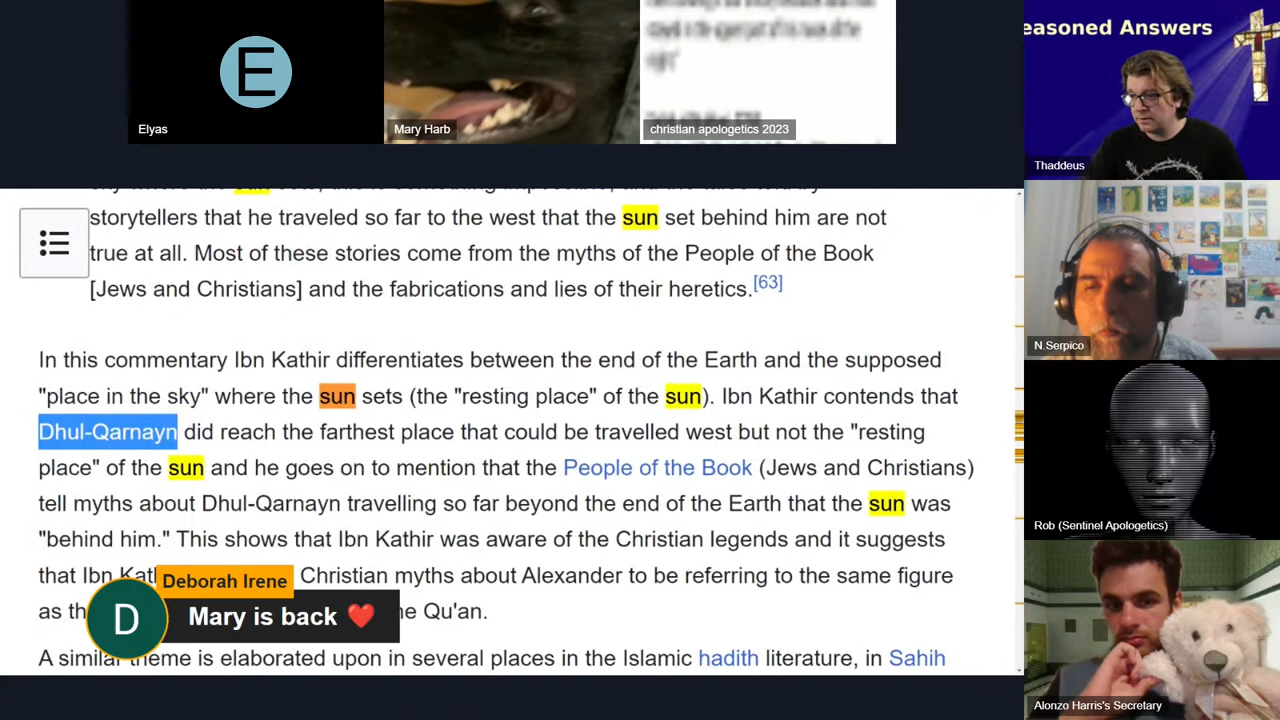 E
Elyas
Mary Harb
christian apologetics 2023
easoned Answers
Thaddeus
N.Serpico
Rob (Sentinel Apologetics)
Alonzo Harris's Secretary
storytellers that he traveled so far to the west that the sun set behind him are not
true at all. Most of these stories come from the myths of the People of the Book
[Jews and Christians] and the fabrications and lies of their heretics.[63]
In this commentary Ibn Kathir differentiates between the end of the Earth and the supposed
"place in the sky" where the sun sets (the "resting place" of the sun). Ibn Kathir contends that
Dhul-Qarnayn did reach the farthest place that could be travelled west but not the "resting
place" of the sun and he goes on to mention that the People of the Book (Jews and Christians)
tell myths about Dhul-Qarnayn travelling so far beyond the end of the Earth that the sun was
"behind him." This shows that Ibn Kathir was aware of the Christian legends and it suggests
that Ibn Christian myths about Alexander to be referring to the same figure
as Qu'an.
Deborah Irene
D
Mary is back ❤️
A similar theme is elaborated upon in several places in the Islamic hadith literature, in Sahih